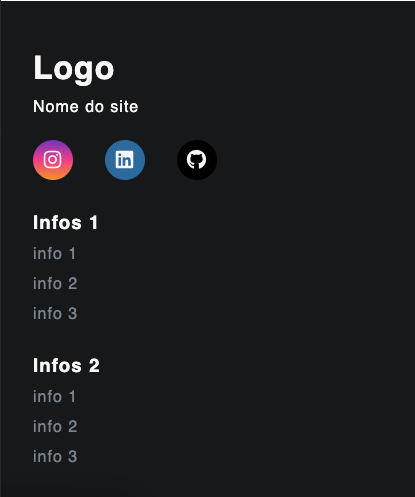 Logo
Nome do site
in
Infos 1
info 1
info 2
info 3
Infos 2
info 1
info 2
info 3